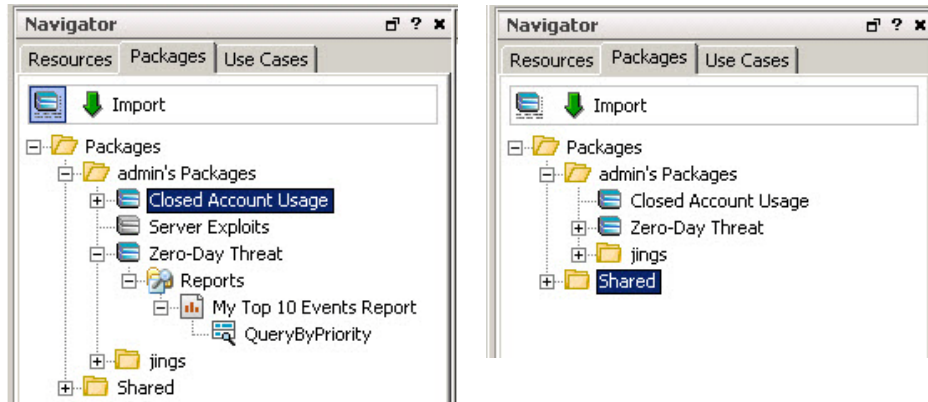 Navigator
Resources Packages Use Cases
Import
Packages
admin's Packages
Closed Account Usage
Server Exploits
Zero-Day Threat
Reports
My Top 10 Events Report
QueryByPriority
jings
Shared
Navigator
Resources Packages Use Cases
Import
Packages
admin's Packages
Closed Account Usage
Zero-Day Threat
jings
Shared